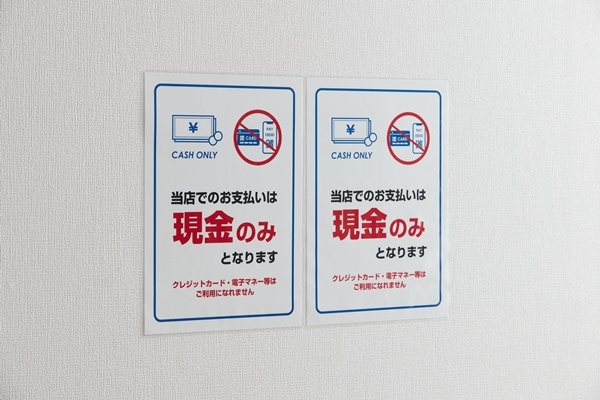 ¥
CARD
PAY
CASH ONLY
当店でのお支払いは
現金のみ
となります
クレジットカード・電子マネー等は
ご利用になれません
¥
CARD
PAY
CASH ONLY
当店でのお支払いは
現金のみ
となります
クレジットカード・電子マネー等は
ご利用になれません